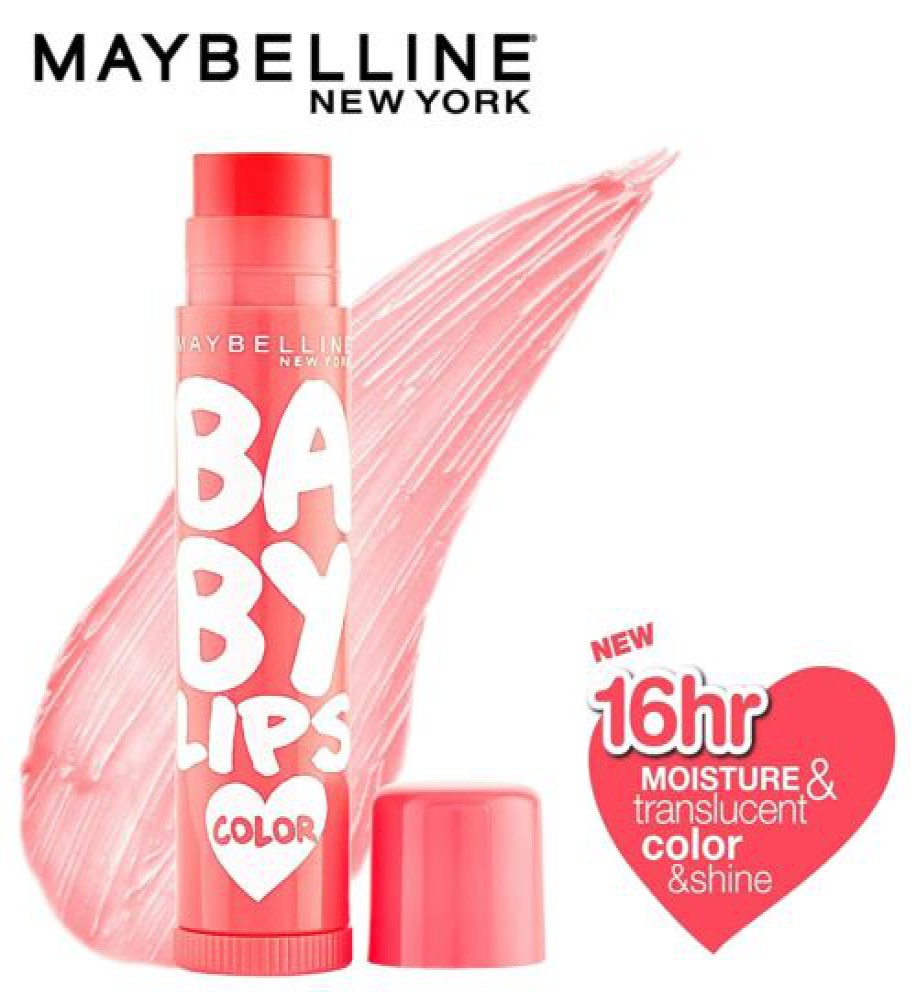 MAYBELLINE
NEW YORK
MAYBELLINE
NEW YORK
BA
BY
LIPS
COLOR
NEW
16hr
MOISTURE &
translucent
color
&shine